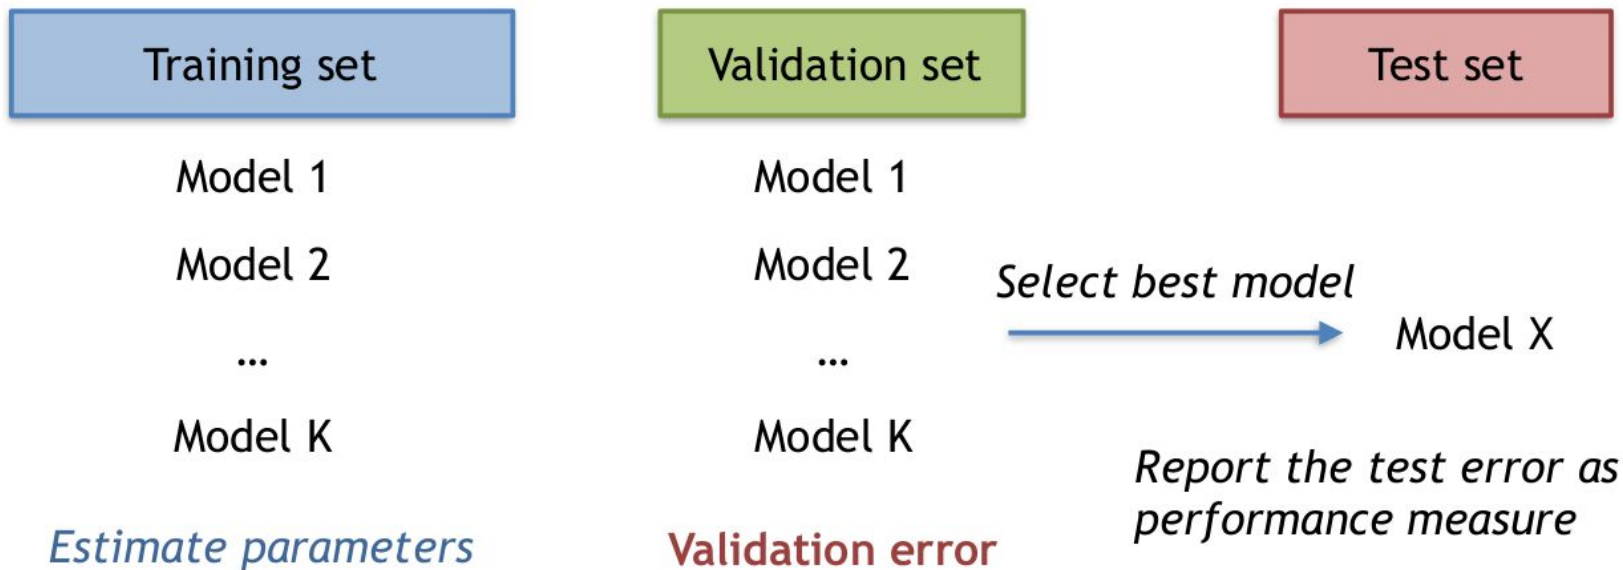 Training set
Validation set
Test set
Model 1
Model 2
...
Model K
Estimate parameters
Model 1
Model 2
...
Model K
Validation error
Select best model
Model X
Report the test error as
performance measure